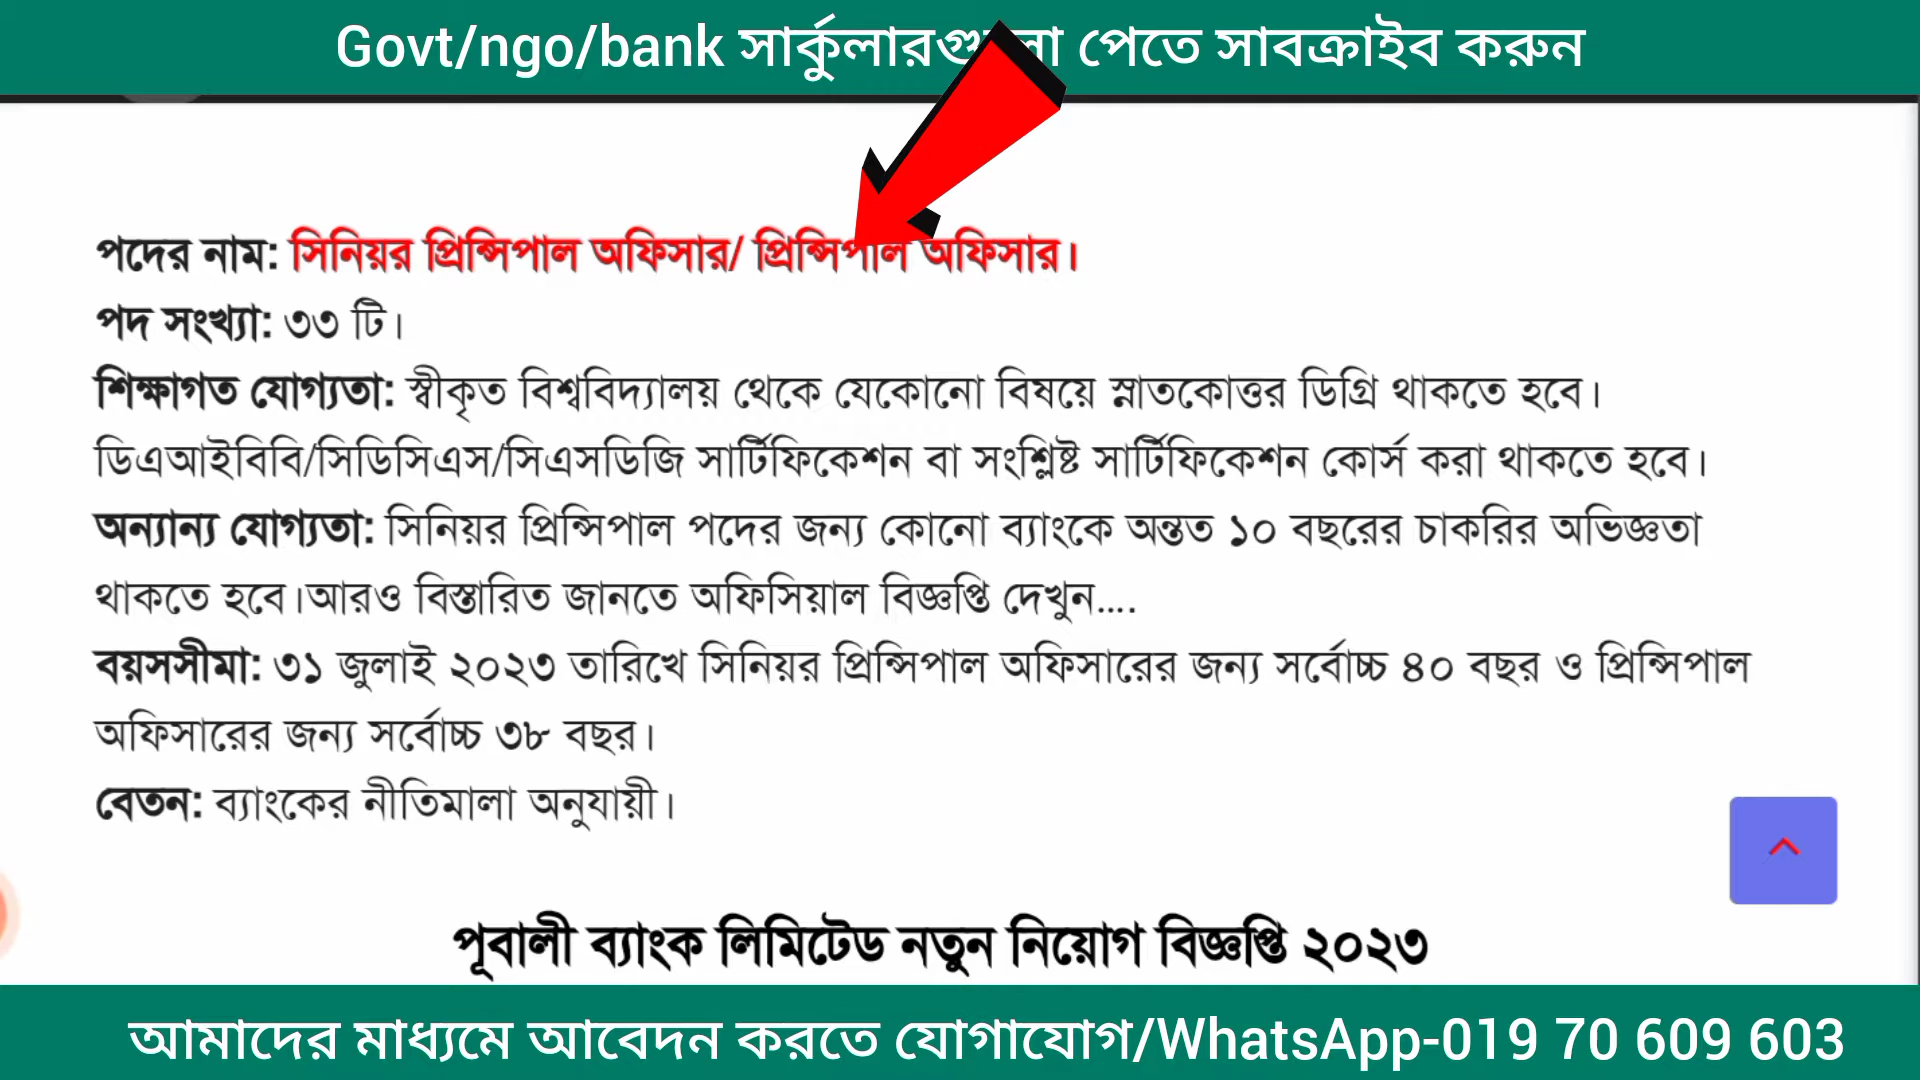 Govt/ngo/bank সার্কুলারগুলো পেতে সাবক্রাইব করুন
পদের নাম: সিনিয়র প্রিন্সিপাল অফিসার/ প্রিন্সিপাল অফিসার।
পদ সংখ্যা: ৩৩ টি।
শিক্ষাগত যোগ্যতা: স্বীকৃত বিশ্ববিদ্যালয় থেকে যেকোনো বিষয়ে স্নাতকোত্তর ডিগ্রি থাকতে হবে।
ডিএআইবিবি/সিডিসিএস/সিএসডিজি সার্টিফিকেশন বা সংশ্লিষ্ট সার্টিফিকেশন কোর্স করা থাকতে হবে।
অন্যান্য যোগ্যতা: সিনিয়র প্রিন্সিপাল পদের জন্য কোনো ব্যাংকে অন্তত ১০ বছরের চাকরির অভিজ্ঞতা
থাকতে হবে।আরও বিস্তারিত জানতে অফিসিয়াল বিজ্ঞপ্তি দেখুন....
বয়সসীমা: ৩১ জুলাই ২০২৩ তারিখে সিনিয়র প্রিন্সিপাল অফিসারের জন্য সর্বোচ্চ ৪০ বছর ও প্রিন্সিপাল
অফিসারের জন্য সর্বোচ্চ ৩৮ বছর।
বেতন: ব্যাংকের নীতিমালা অনুযায়ী।
পূবালী ব্যাংক লিমিটেড নতুন নিয়োগ বিজ্ঞপ্তি ২০২৩
আমাদের মাধ্যমে আবেদন করতে যোগাযোগ/WhatsApp-019 70 609 603